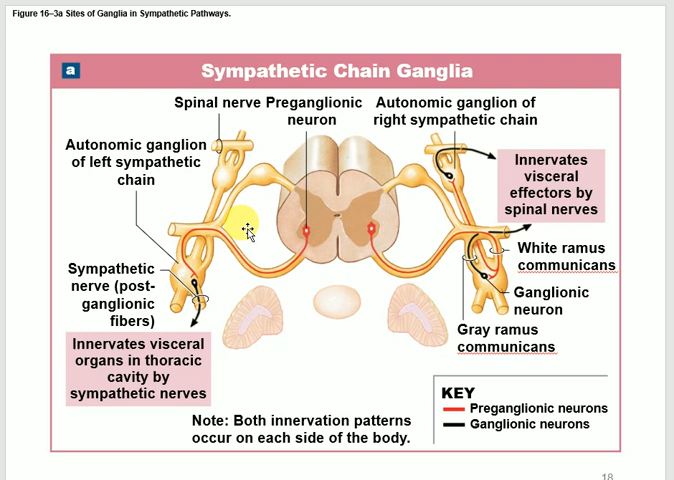 Figure 16–3a Sites of Ganglia in Sympathetic Pathways.
a
Sympathetic Chain Ganglia
Spinal nerve
Preganglionic
neuron
Autonomic ganglion of
right sympathetic chain
Autonomic ganglion
of left sympathetic
chain
Innervates
visceral
effectors by
spinal nerves
White ramus
communicans
Sympathetic
nerve (post-
ganglionic
fibers)
Ganglionic
neuron
Gray ramus
communicans
Innervates visceral
organs in thoracic
cavity by
sympathetic nerves
KEY
Preganglionic neurons
Ganglionic neurons
Note: Both innervation patterns
occur on each side of the body.
18